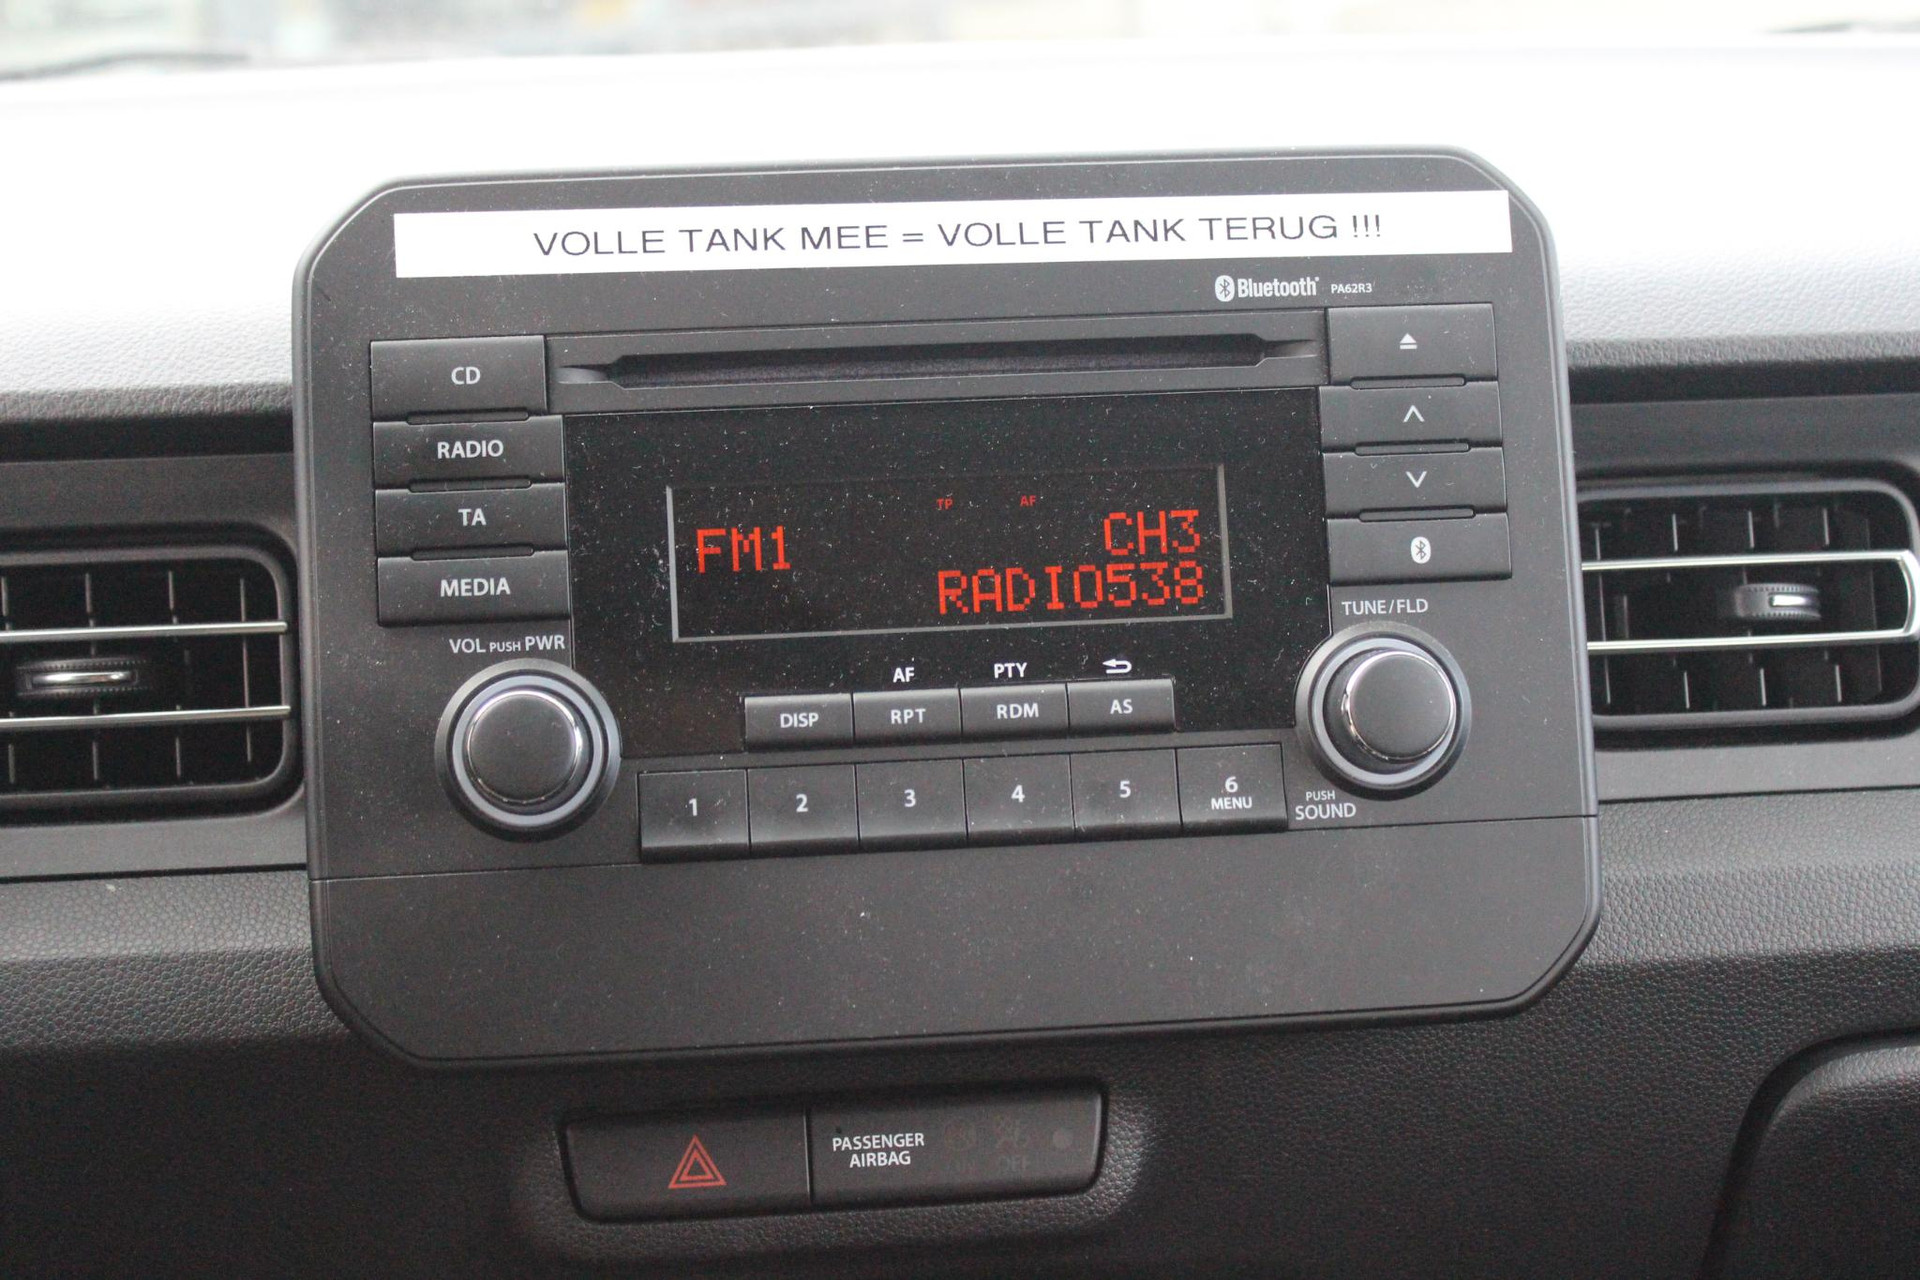 VOLLE TANK MEE = VOLLE TANK TERUG !!!
Bluetooth® PA62R3
CD
RADIO
TA
MEDIA
VOL PUSH PWR
TP AF
FM1 CH3
RADIO538
TUNE/FLD
AF PTY
DISP RPT RDM AS
1 2 3 4 5 6
MENU
PUSH
SOUND
PASSENGER
AIRBAG
OFF